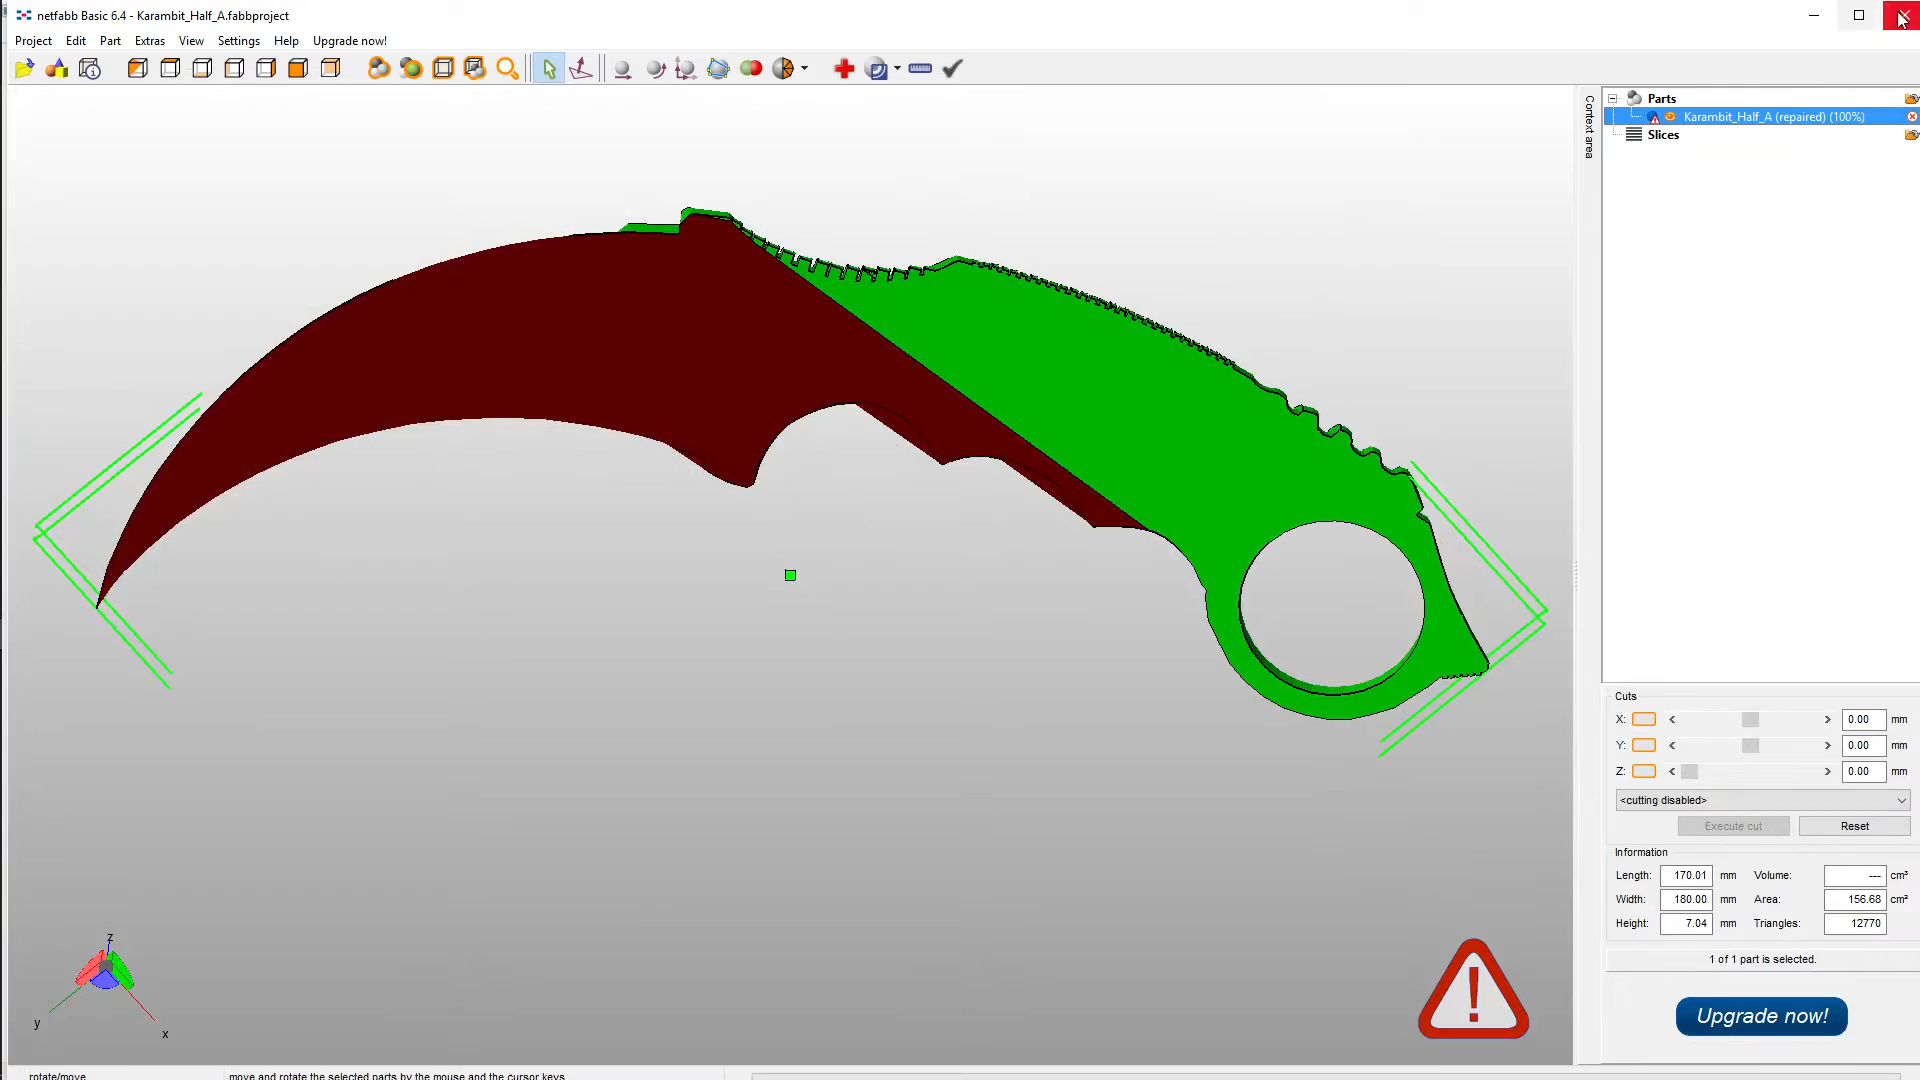 netfabb Basic 6.4 - Karambit_Half_A.fabbproject
Project Edit Part Extras View Settings Help Upgrade now!
Context area
Parts
Karambit_Half_A (repaired) (100%)
Slices
Cuts
X: < > 0.00 mm
Y: < > 0.00 mm
Z: < > 0.00 mm
<cutting disabled>
Execute cut Reset
Information
Length: 170.01 mm Volume: --- cm³
Width: 180.00 mm Area: 156.68 cm²
Height: 7.04 mm Triangles: 12770
1 of 1 part is selected.
Upgrade now!
z
y
x
!
rotate/move move and rotate the selected parts by the mouse and the cursor keys